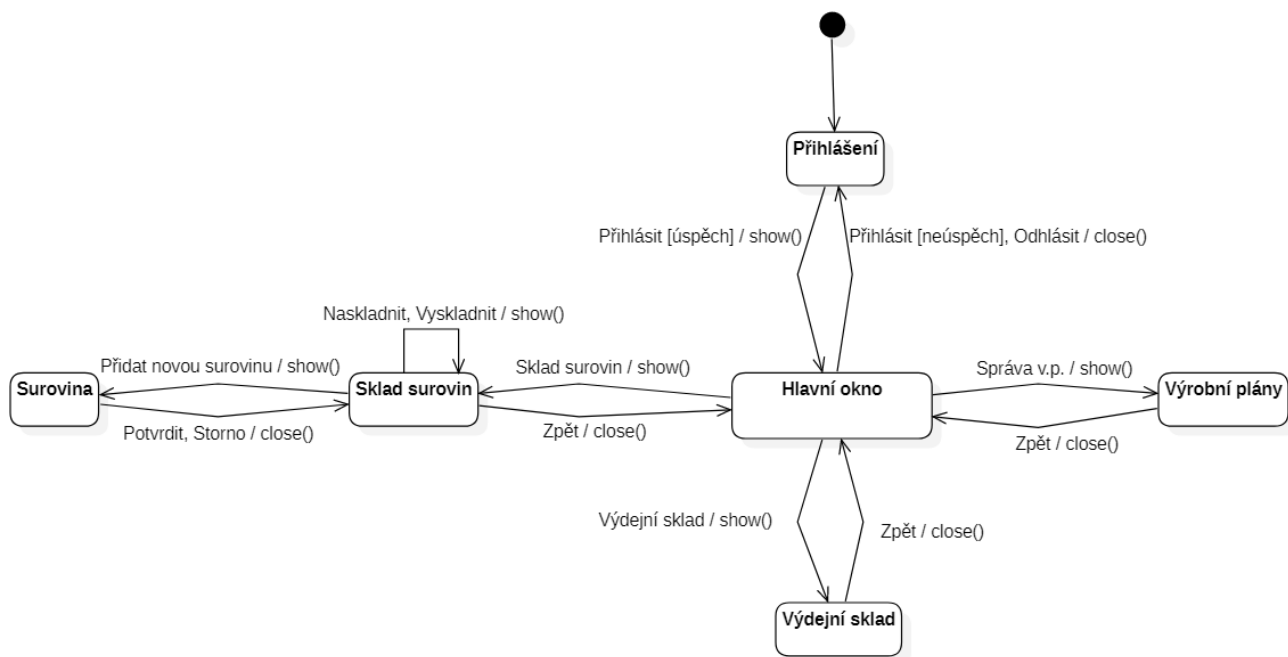 Přihlášení
Přihlásit [úspěch] / show()
Přihlásit [neúspěch], Odhlásit / close()
Naskladnit, Vyskladnit / show()
Přidat novou surovinu / show()
Sklad surovin / show()
Správa v.p. / show()
Surovina
Sklad surovin
Hlavní okno
Výrobní plány
Potvrdit, Storno / close()
Zpět / close()
Zpět / close()
Výdejní sklad / show()
Zpět / close()
Výdejní sklad